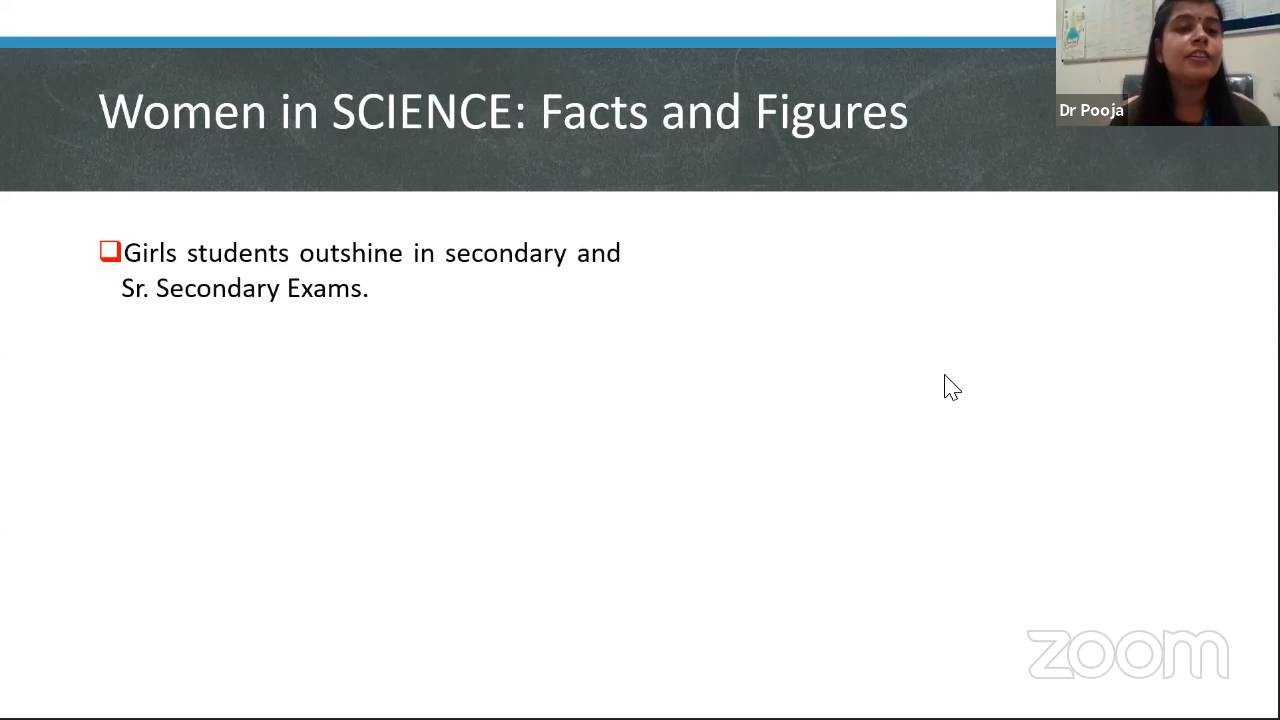 Women in SCIENCE: Facts and Figures
Dr Pooja
Girls students outshine in secondary and
Sr. Secondary Exams.
zoom